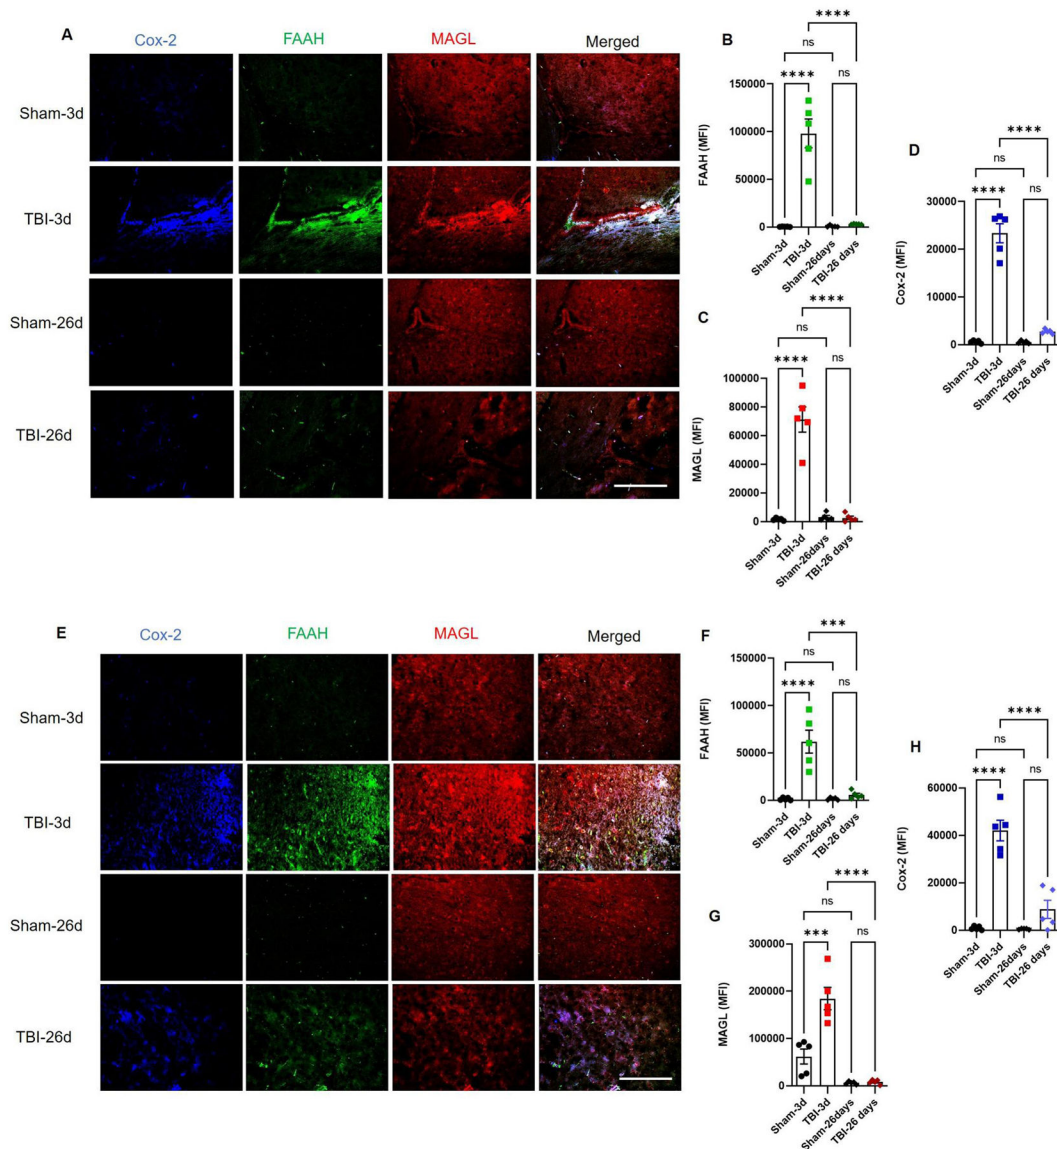 A
Cox-2 FAAH MAGL Merged
Sham-3d
TBI-3d
Sham-26d
TBI-26d
B
****
ns
**** ns
150000
100000
50000
0
FAAH (MFI)
Sham-3d TBI-3d Sham-26days TBI-26 days
C
****
ns
**** ns
100000
80000
60000
40000
20000
0
MAGL (MFI)
Sham-3d TBI-3d Sham-26days TBI-26 days
D
****
ns
**** ns
30000
20000
10000
0
Cox-2 (MFI)
Sham-3d TBI-3d Sham-26days TBI-26 days
E
Cox-2 FAAH MAGL Merged
Sham-3d
TBI-3d
Sham-26d
TBI-26d
F
***
ns
**** ns
150000
100000
50000
0
FAAH (MFI)
Sham-3d TBI-3d Sham-26days TBI-26 days
G
****
ns
*** ns
300000
200000
100000
0
MAGL (MFI)
Sham-3d TBI-3d Sham-26days TBI-26 days
H
****
ns
**** ns
60000
40000
20000
0
Cox-2 (MFI)
Sham-3d TBI-3d Sham-26days TBI-26 days